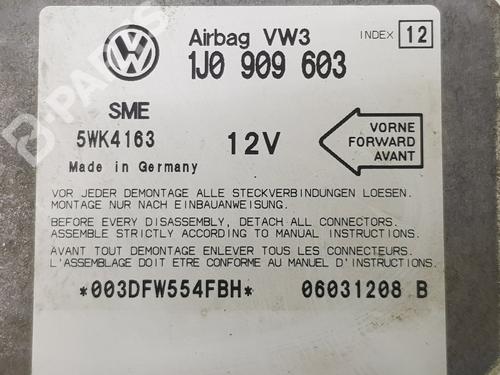 Airbag VW3
INDEX 12
1J0 909 603
SME
5WK4163
12V
VORNE
FORWARD
AVANT
Made in Germany
VOR JEDER DEMONTAGE ALLE STECKVERBINDUNGEN LOESEN.
MONTAGE NUR NACH EINBAUANWEISUNG.
BEFORE EVERY DISASSEMBLY, DETACH ALL CONNECTORS.
ASSEMBLE STRICTLY ACCORDING TO MANUAL INSTRUCTIONS.
AVANT TOUT DEMONTAGE ENLEVER TOUS LES CONNECTEURS.
L'ASSEMBLAGE DOIT ETRE CONFORME AU MANUEL D'INSTRUCTIONS.
*003DFW554FBH* 06031208 B
B-PARTS